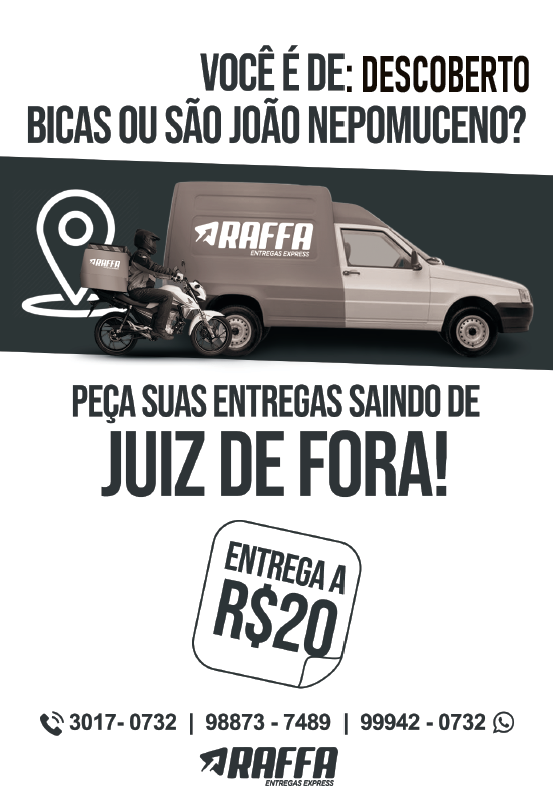 VOCÊ É DE: DESCOBERTO
BICAS OU SÃO JOÃO NEPOMUCENO?
RAFFA
ENTREGAS EXPRESS
RAFFA
PEÇA SUAS ENTREGAS SAINDO DE
JUIZ DE FORA!
ENTREGA A
R$20
3017- 0732 | 98873 - 7489 | 99942 - 0732
RAFFA
ENTREGAS EXPRESS